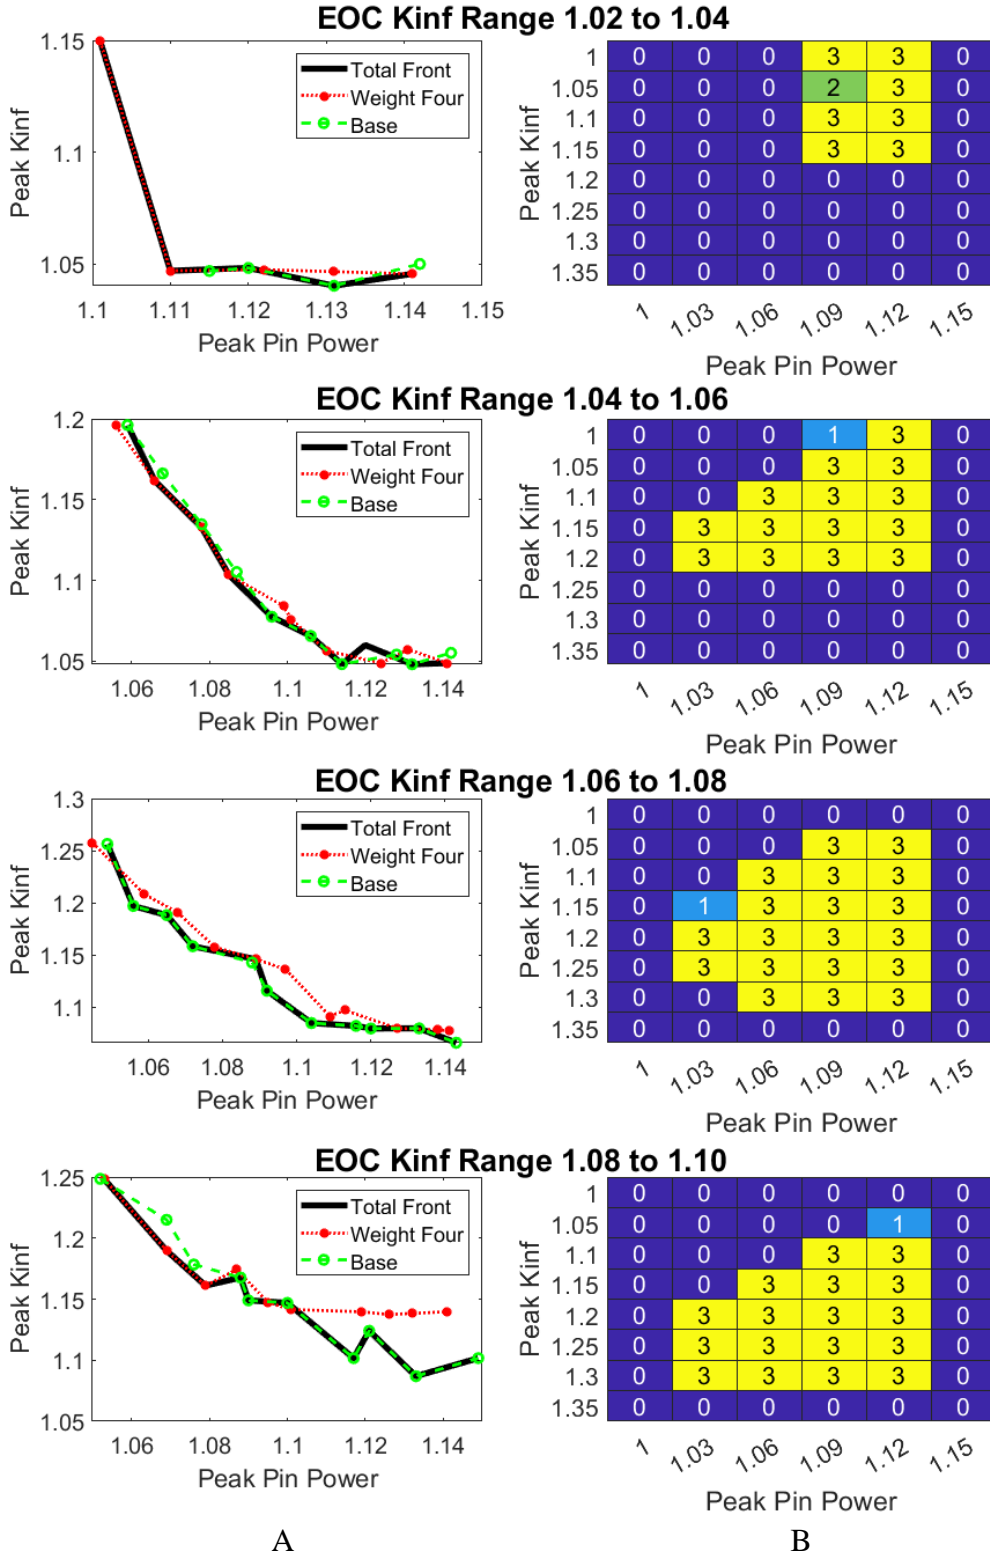 EOC Kinf Range 1.02 to 1.04
1.15
1.1
1.05
Peak Kinf
Total Front
Weight Four
Base
1.1 1.11 1.12 1.13 1.14 1.15
Peak Pin Power
Peak Kinf
1 0 0 0 3 3 0
1.05 0 0 0 2 3 0
1.1 0 0 0 3 3 0
1.15 0 0 0 3 3 0
1.2 0 0 0 0 0 0
1.25 0 0 0 0 0 0
1.3 0 0 0 0 0 0
1.35 0 0 0 0 0 0
1 1.03 1.06 1.09 1.12 1.15
Peak Pin Power
EOC Kinf Range 1.04 to 1.06
1.2
1.15
1.1
1.05
Peak Kinf
Total Front
Weight Four
Base
1.06 1.08 1.1 1.12 1.14
Peak Pin Power
Peak Kinf
1 0 0 0 1 3 0
1.05 0 0 0 3 3 0
1.1 0 0 3 3 3 0
1.15 0 3 3 3 3 0
1.2 0 3 3 3 3 0
1.25 0 0 0 0 0 0
1.3 0 0 0 0 0 0
1.35 0 0 0 0 0 0
1 1.03 1.06 1.09 1.12 1.15
Peak Pin Power
EOC Kinf Range 1.06 to 1.08
1.3
1.25
1.2
1.15
1.1
Peak Kinf
Total Front
Weight Four
Base
1.06 1.08 1.1 1.12 1.14
Peak Pin Power
Peak Kinf
1 0 0 0 0 0 0
1.05 0 0 0 3 3 0
1.1 0 0 3 3 3 0
1.15 0 1 3 3 3 0
1.2 0 3 3 3 3 0
1.25 0 3 3 3 3 0
1.3 0 0 3 3 3 0
1.35 0 0 0 0 0 0
1 1.03 1.06 1.09 1.12 1.15
Peak Pin Power
EOC Kinf Range 1.08 to 1.10
1.25
1.2
1.15
1.1
1.05
Peak Kinf
Total Front
Weight Four
Base
1.06 1.08 1.1 1.12 1.14
Peak Pin Power
Peak Kinf
1 0 0 0 0 0 0
1.05 0 0 0 0 1 0
1.1 0 0 0 3 3 0
1.15 0 0 3 3 3 0
1.2 0 3 3 3 3 0
1.25 0 3 3 3 3 0
1.3 0 3 3 3 3 0
1.35 0 0 0 0 0 0
1 1.03 1.06 1.09 1.12 1.15
Peak Pin Power
A
B